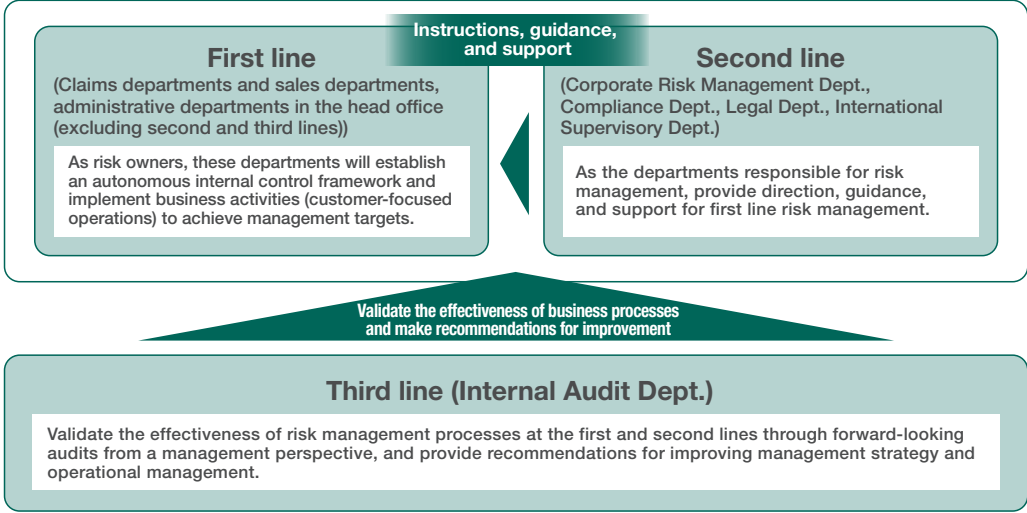 Instructions, guidance,
and support
First line
(Claims departments and sales departments,
administrative departments in the head office
(excluding second and third lines))
As risk owners, these departments will establish
an autonomous internal control framework and
implement business activities (customer-focused
operations) to achieve management targets.
Second line
(Corporate Risk Management Dept.,
Compliance Dept., Legal Dept., International
Supervisory Dept.)
As the departments responsible for risk
management, provide direction, guidance,
and support for first line risk management.
Validate the effectiveness of business processes
and make recommendations for improvement
Third line (Internal Audit Dept.)
Validate the effectiveness of risk management processes at the first and second lines through forward-looking
audits from a management perspective, and provide recommendations for improving management strategy and
operational management.